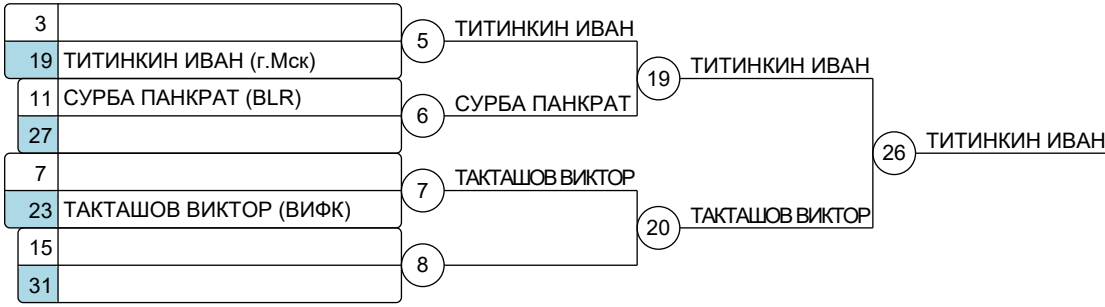 3
19 ТИТИНКИН ИВАН (г.Мск)
11 СУРБА ПАНКРАТ (BLR)
27
7
23 ТАКТАШОВ ВИКТОР (ВИФК)
15
31
5 ТИТИНКИН ИВАН
6 СУРБА ПАНКРАТ
7 ТАКТАШОВ ВИКТОР
8
19 ТИТИНКИН ИВАН
20 ТАКТАШОВ ВИКТОР
26 ТИТИНКИН ИВАН